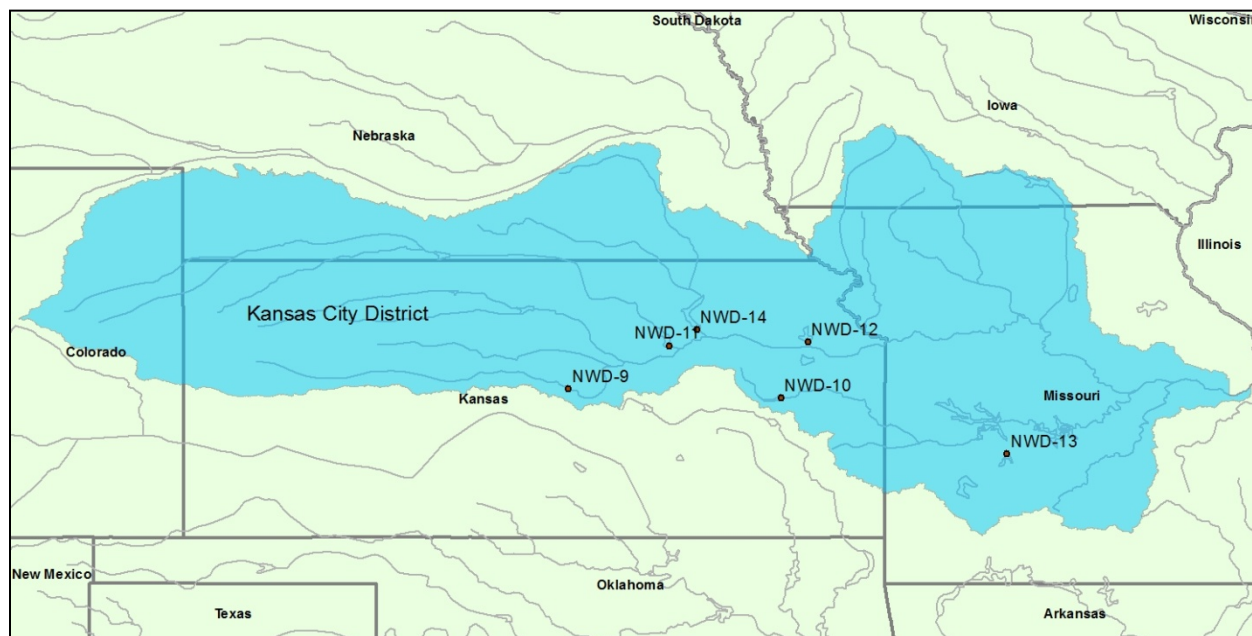 South Dakota
Wisconsin
Iowa
Nebraska
Illinois
Kansas City District
NWD-14
NWD-11
NWD-12
Colorado
NWD-9
NWD-10
Kansas
Missouri
NWD-13
New Mexico
Oklahoma
Texas
Arkansas